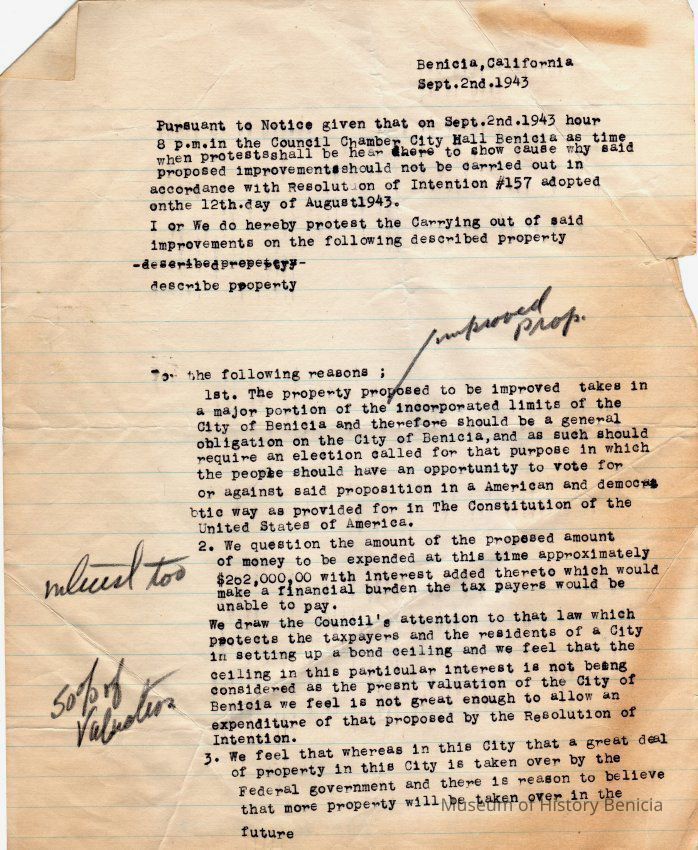 Benicia,California
Sept.2nd.1943
Pursuant to Notice given that on Sept.2nd.1943 hour
8 p.m.in the Council Chamber City Hall Benicia as time
when protestsshall be hear there to show cause why said
proposed improvementsshould not be carried out in
accordance with Resolution of Intention #157 adopted
onthe 12th.day of August1943.
I or We do hereby protest the Carrying out of said
improvements on the following described property
-describedproperty-
describe property
improved
prop.
For the following reasons ;
1st. The property proposed to be improved takes in
a major portion of the incorporated limits of the
City of Benicia and therefore should be a general
obligation on the City of Benicia,and as such should
require an election called for that purpose in which
the people should have an opportunity to vote for
or against said proposition in a American and democra
btic way as provided for in The Constitution of the
United States of America.
2. We question the amount of the proposed amount
of money to be expended at this time approximately
$202,000,00 with interest added thereto which would
make a financial burden the tax payers would be
unable to pay.
interest too
We draw the Council's attention to that law which
protects the taxpayers and the residents of a City
in setting up a bond ceiling and we feel that the
ceiling in this particular interest is not being
considered as the presnt valuation of the City of
Benicia we feel is not great enough to allow an
expenditure of that proposed by the Resolution of
Intention.
50% of
Valuation
3. We feel that whereas in this City that a great deal
of property in this City is taken over by the
Federal government and there is reason to believe
that more property will be taken over in the
future
Museum of History Benicia